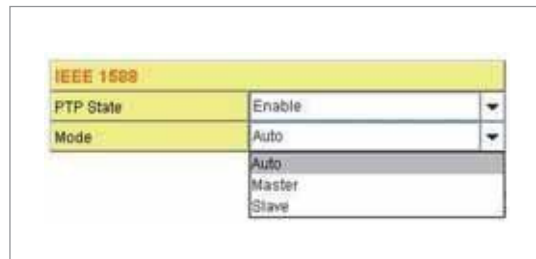 IEEE 1588
PTP State Enable
Mode Auto
Auto
Master
Slave